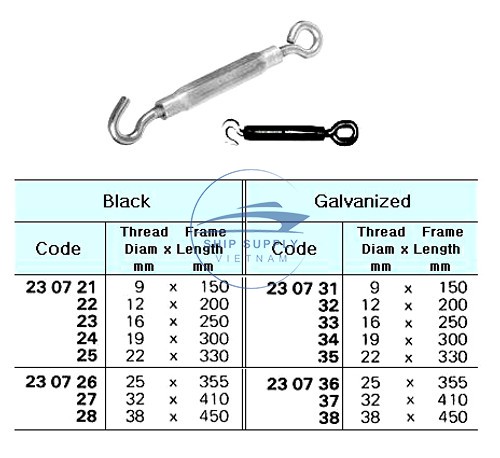 Black Galvanized
Code Thread Diam mm x Frame Length mm Code Thread Diam mm x Frame Length mm
SHIP SUPPLY
VIETNAM
23 07 21 9 x 150 23 07 31 9 x 150
22 12 x 200 32 12 x 200
23 16 x 250 33 16 x 250
24 19 x 300 34 19 x 300
25 22 x 330 35 22 x 330
23 07 26 25 x 355 23 07 36 25 x 355
27 32 x 410 37 32 x 410
28 38 x 450 38 38 x 450